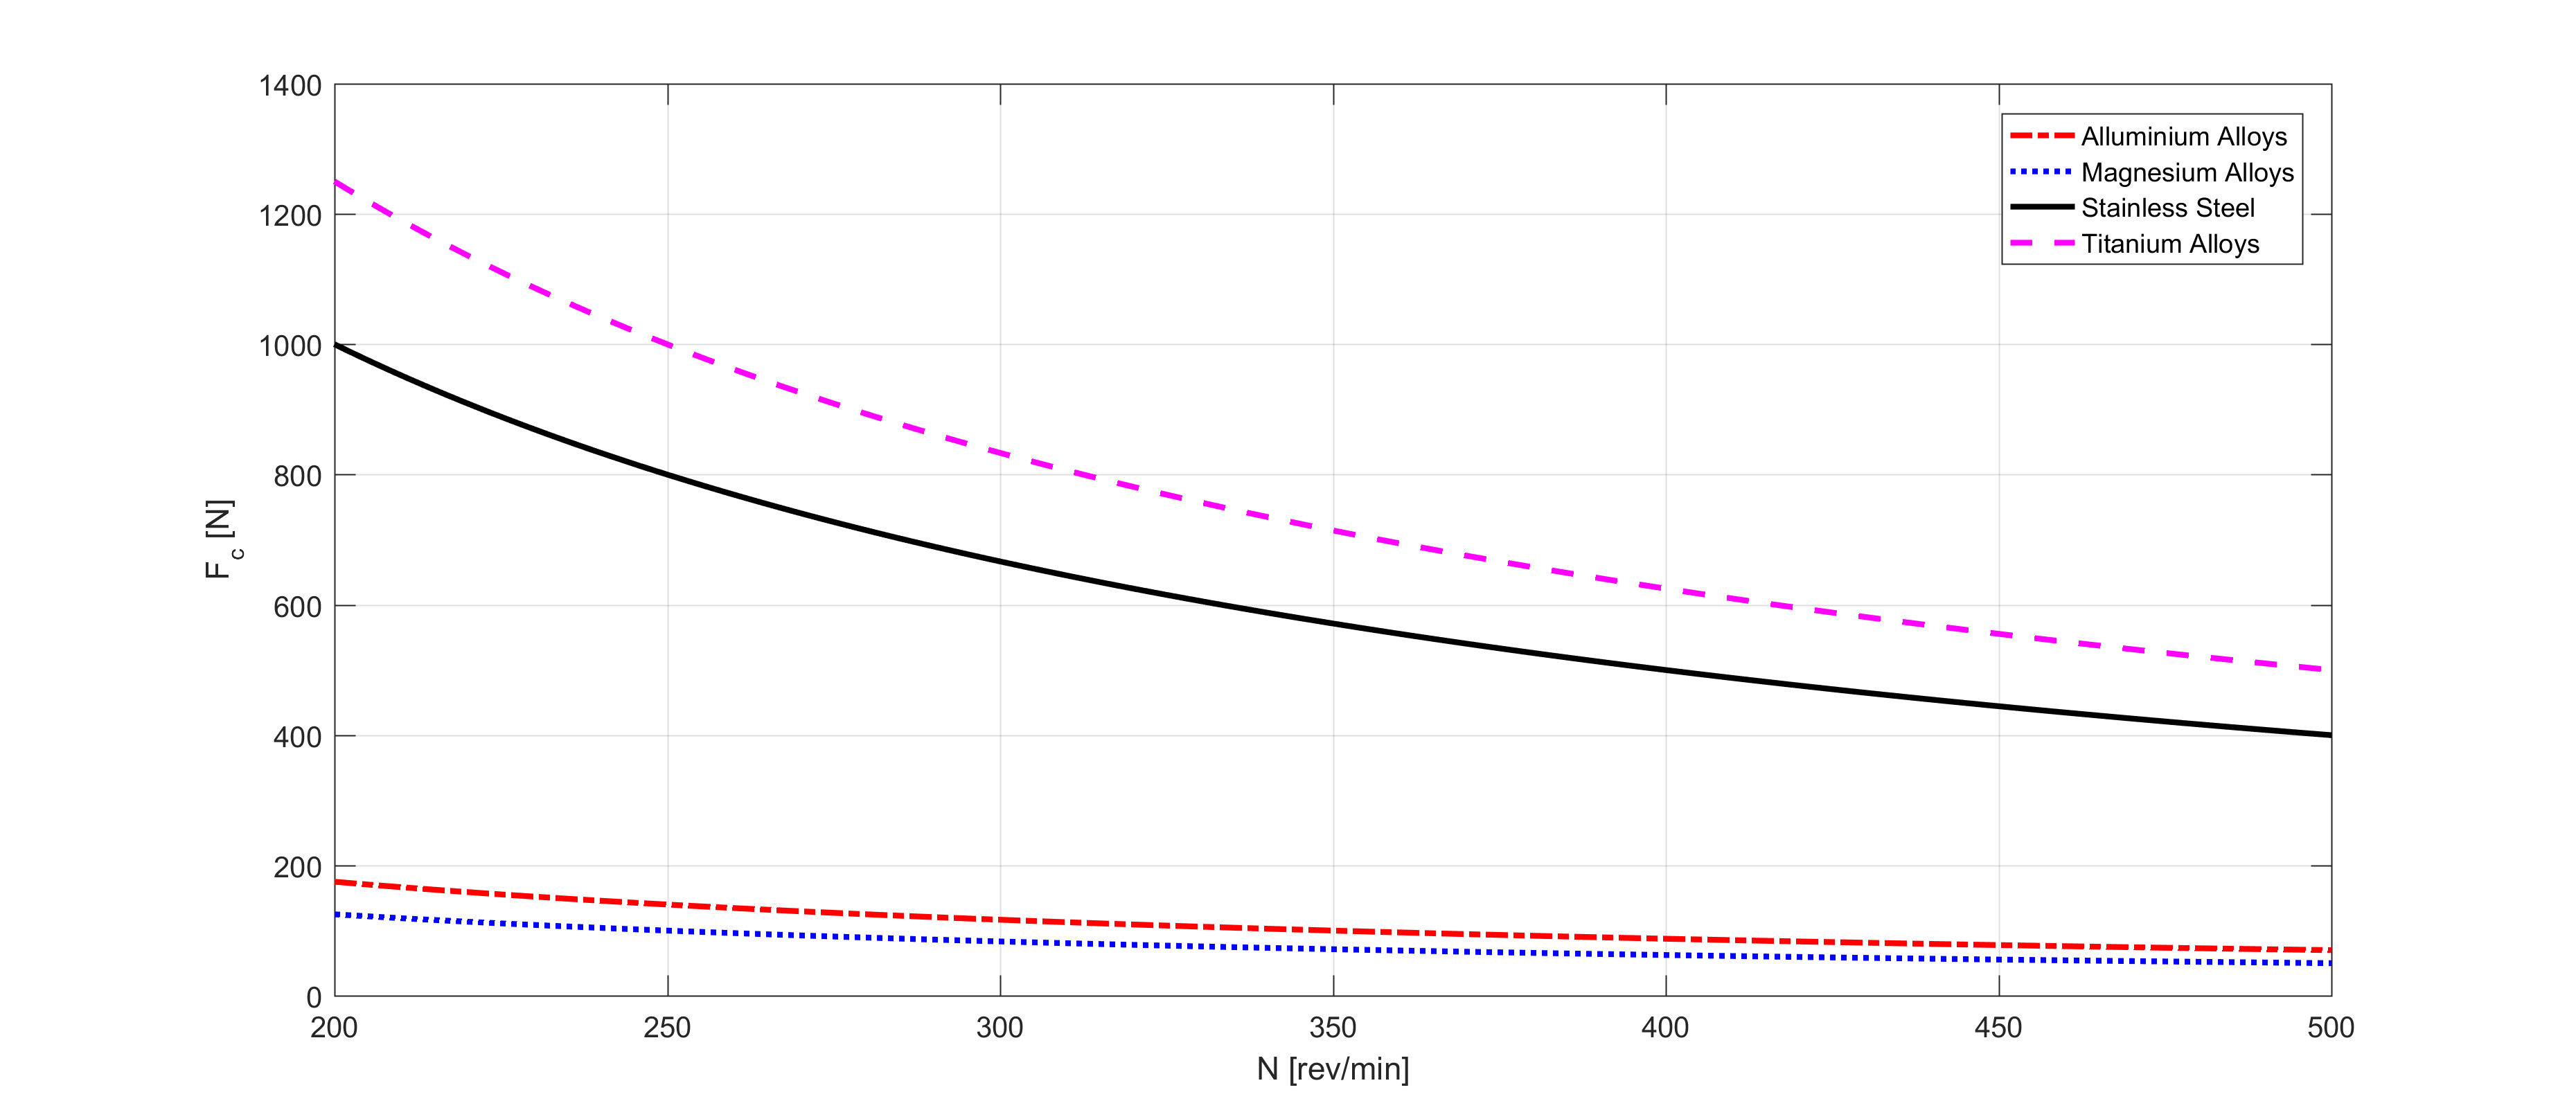 1400
1200
1000
800
600
400
200
0
F_c [N]
200 250 300 350 400 450 500
N [rev/min]
Alluminium Alloys
Magnesium Alloys
Stainless Steel
Titanium Alloys